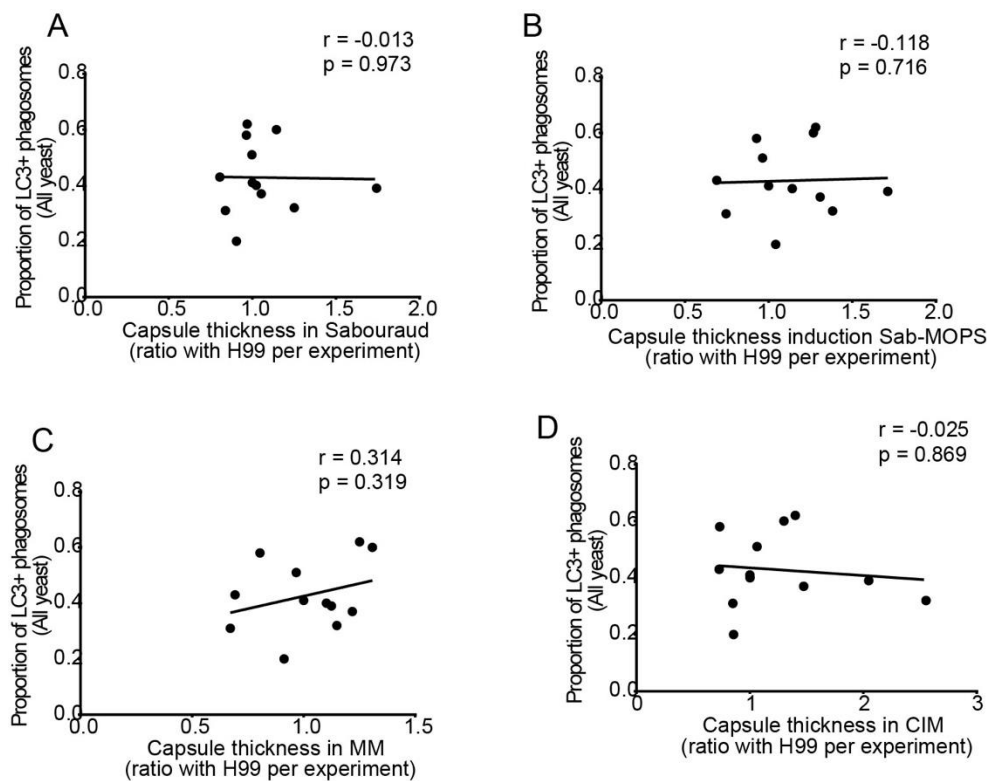 A
r = -0.013
p = 0.973
Proportion of LC3+ phagosomes
(All yeast)
0.8
0.6
0.4
0.2
0.0
0.0 0.5 1.0 1.5 2.0
Capsule thickness in Sabouraud
(ratio with H99 per experiment)
B
r = -0.118
p = 0.716
Proportion of LC3+ phagosomes
(All yeast)
0.8
0.6
0.4
0.2
0.0
0.0 0.5 1.0 1.5 2.0
Capsule thickness induction Sab-MOPS
(ratio with H99 per experiment)
C
r = 0.314
p = 0.319
Proportion of LC3+ phagosomes
(All yeast)
0.8
0.6
0.4
0.2
0.0
0.0 0.5 1.0 1.5
Capsule thickness in MM
(ratio with H99 per experiment)
D
r = -0.025
p = 0.869
Proportion of LC3+ phagosomes
(All yeast)
0.8
0.6
0.4
0.2
0.0
0 1 2 3
Capsule thickness in CIM
(ratio with H99 per experiment)